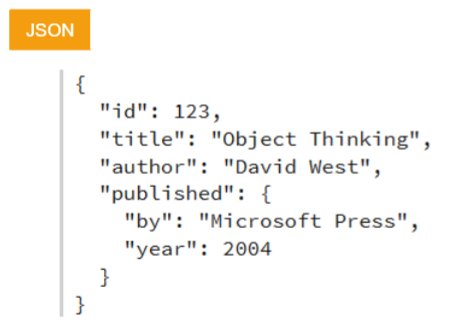 JSON
{
  "id": 123,
  "title": "Object Thinking",
  "author": "David West",
  "published": {
    "by": "Microsoft Press",
    "year": 2004
  }
}